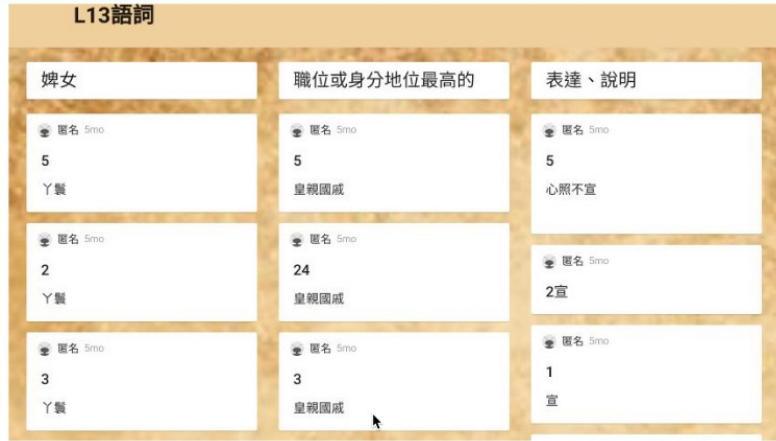 L13語詞
婢女
匿名 5mo
5
丫鬟
匿名 5mo
2
丫鬟
匿名 5mo
3
丫鬟
職位或身分地位最高的
匿名 5mo
5
皇親國戚
匿名 5mo
24
皇親國戚
匿名 5mo
3
皇親國戚
表達、說明
匿名 5mo
5
心照不宣
匿名 5mo
2宣
匿名 5mo
1
宣